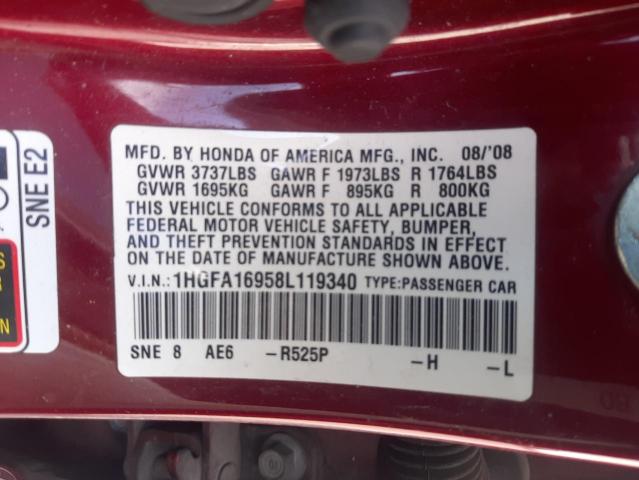 MFD. BY HONDA OF AMERICA MFG., INC. 08/'08
GVWR 3737LBS GAWR F 1973LBS R 1764LBS
GVWR 1695KG GAWR F 895KG R 800KG
THIS VEHICLE CONFORMS TO ALL APPLICABLE
FEDERAL MOTOR VEHICLE SAFETY, BUMPER,
AND THEFT PREVENTION STANDARDS IN EFFECT
ON THE DATE OF MANUFACTURE SHOWN ABOVE.
V.I.N.: 1HGFA16958L119340 TYPE:PASSENGER CAR
SNE 8 AE6 -R525P -H -L
SNE E2